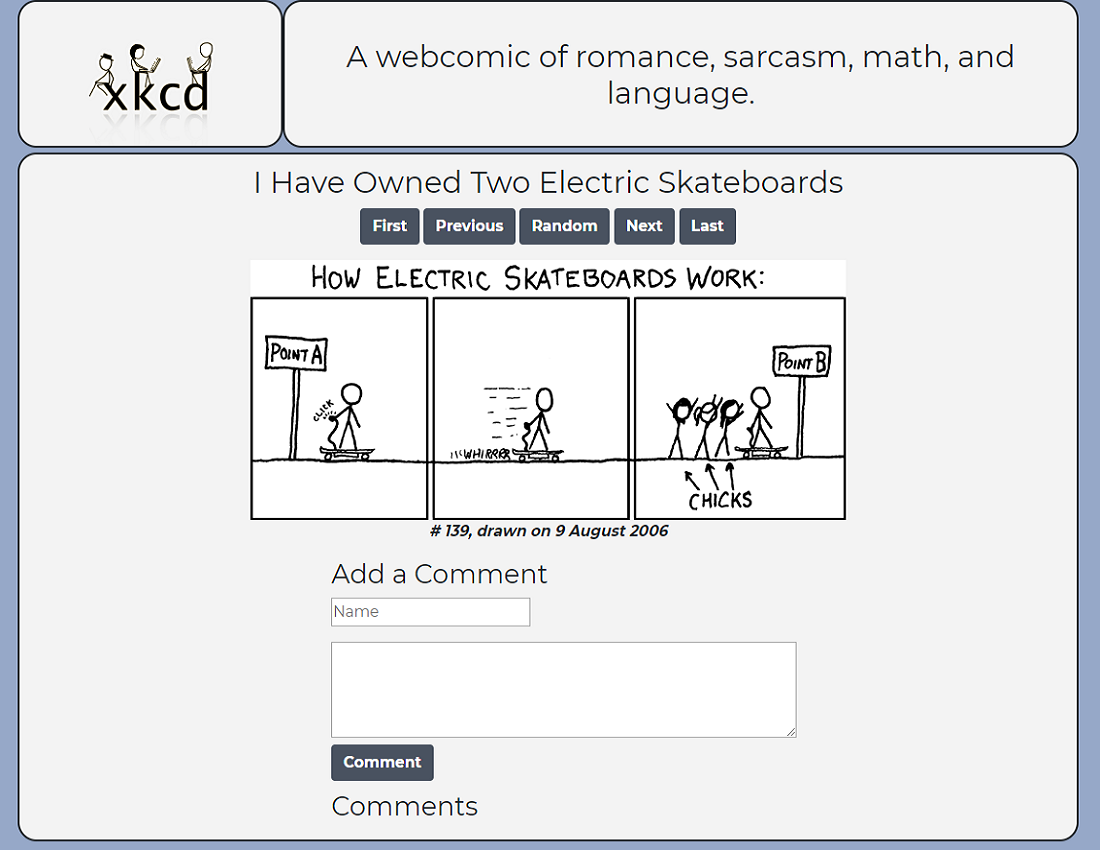 xkcd
A webcomic of romance, sarcasm, math, and
language.
I Have Owned Two Electric Skateboards
First Previous Random Next Last
HOW ELECTRIC SKATEBOARDS WORK:
POINT A
CLICK
WHIRRRR
POINT B
CHICKS
# 139, drawn on 9 August 2006
Add a Comment
Name
Comment
Comments